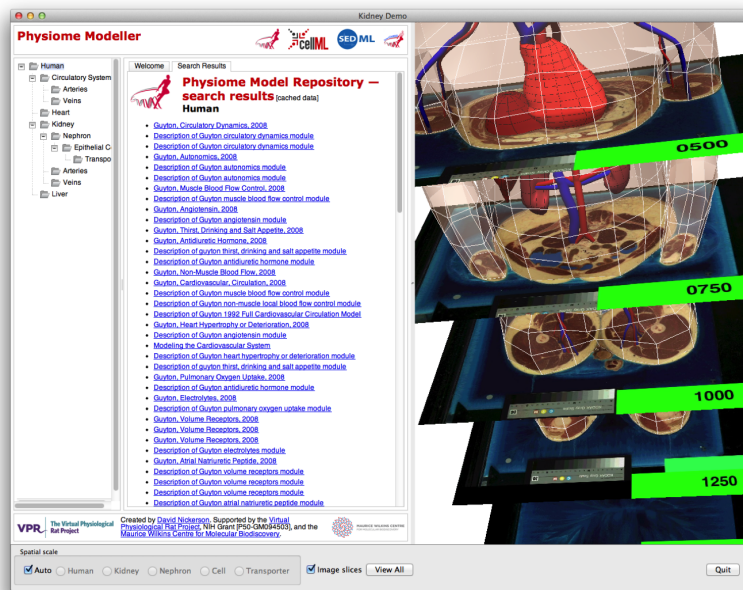 Kidney Demo
Physiome Modeller
cellML
SED ML
Human
Circulatory System
Arteries
Veins
Heart
Kidney
Nephron
Epithelial C
Transpo
Arteries
Veins
Liver
Welcome
Search Results
Physiome Model Repository —
search results [cached data]
Human
Guyton, Circulatory Dynamics, 2008
Description of Guyton circulatory dynamics module
Description of Guyton circulatory dynamics module
Guyton, Autonomics, 2008
Description of Guyton autonomics module
Description of Guyton autonomics module
Guyton, Muscle Blood Flow Control, 2008
Description of Guyton muscle blood flow control module
Guyton, Angiotensin, 2008
Description of Guyton angiotensin module
Guyton, Thirst, Drinking and Salt Appetite, 2008
Guyton, Antidiuretic Hormone, 2008
Description of guyton thirst, drinking and salt appetite module
Description of Guyton antidiuretic hormone module
Guyton, Non-Muscle Blood Flow, 2008
Guyton, Cardiovascular, Circulation, 2008
Description of Guyton muscle blood flow control module
Description of Guyton non-muscle local blood flow control module
Description of Guyton 1992 Full Cardiovascular Circulation Model
Guyton, Heart Hypertrophy or Deterioration, 2008
Description of Guyton angiotensin module
Modeling the Cardiovascular System
Description of Guyton heart hypertrophy or deterioration module
Description of guyton thirst, drinking and salt appetite module
Guyton, Pulmonary Oxygen Uptake, 2008
Description of Guyton antidiuretic hormone module
Guyton, Electrolytes, 2008
Description of Guyton pulmonary oxygen uptake module
Guyton, Volume Receptors, 2008
Guyton, Volume Receptors, 2008
Guyton, Volume Receptors, 2008
Description of Guyton electrolytes module
Guyton, Atrial Natriuretic Peptide, 2008
Description of Guyton volume receptors module
Description of Guyton volume receptors module
Description of Guyton volume receptors module
Description of Guyton atrial natriuretic peptide module
0500
0750
1000
1250
VPR
The Virtual Physiological
Rat Project
Created by David Nickerson. Supported by the Virtual
Physiological Rat Project, NIH Grant [P50-GM094503], and the
Maurice Wilkins Centre for Molecular Biodiscovery.
MAURICE WILKINS CENTRE
Spatial scale
Auto
Human
Kidney
Nephron
Cell
Transporter
Image slices
View All
Quit